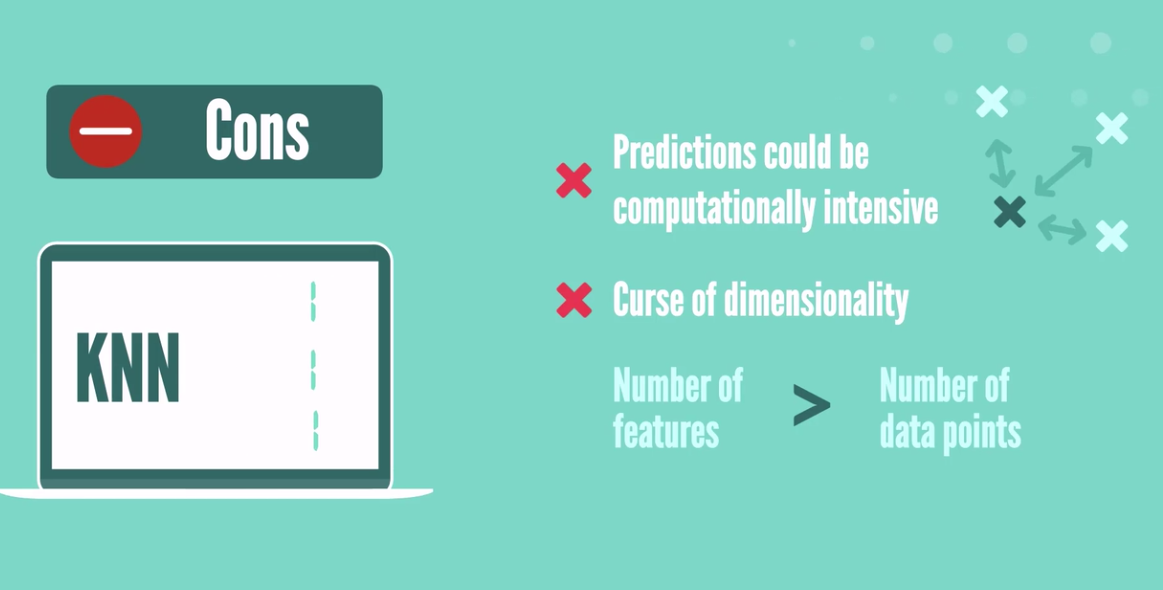 Cons
KNN
Predictions could be
computationally intensive
Curse of dimensionality
Number of
features
>
Number of
data points